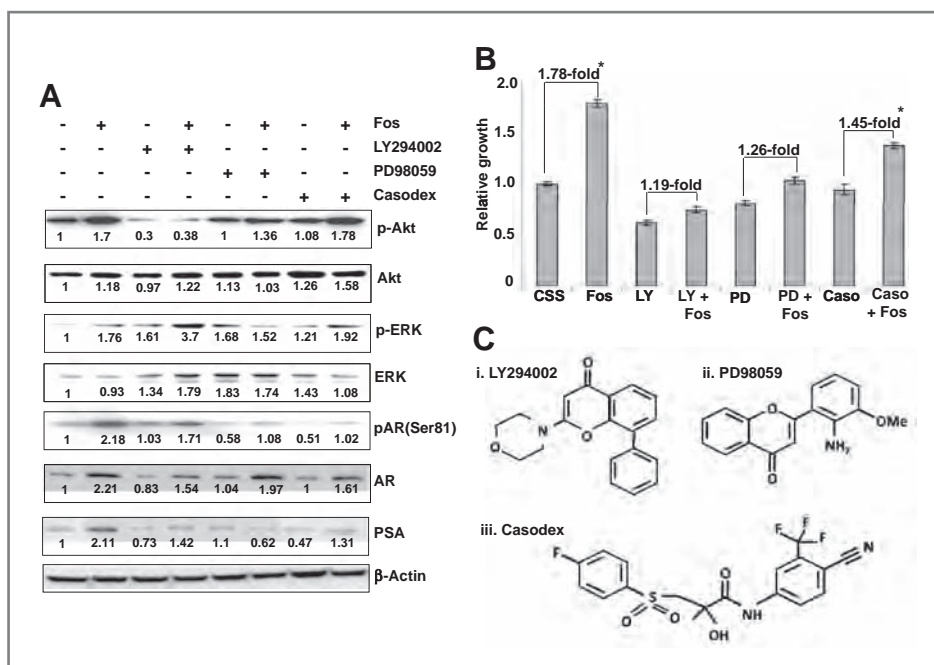 A
- + - + - + - + Fos
- - + + - - - - LY294002
- - - - + + - - PD98059
- - - - - - + + Casodex
p-Akt
1 1.7 0.3 0.38 1 1.36 1.08 1.78
Akt
1 1.18 0.97 1.22 1.13 1.03 1.26 1.58
p-ERK
1 1.76 1.61 3.7 1.68 1.52 1.21 1.92
ERK
1 0.93 1.34 1.79 1.83 1.74 1.43 1.08
pAR(Ser81)
1 2.18 1.03 1.71 0.58 1.08 0.51 1.02
AR
1 2.21 0.83 1.54 1.04 1.97 1 1.61
PSA
1 2.11 0.73 1.42 1.1 0.62 0.47 1.31
β-Actin
B
Relative growth
2.0
1.5
1.0
0.5
0
1.78-fold *
1.19-fold
1.26-fold
1.45-fold *
CSS Fos LY LY + PD PD + Caso Caso
Fos Fos + Fos
C
i. LY294002
O
N
O
O
ii. PD98059
O
OMe
NH₂
O
iii. Casodex
F
F
F
F
N
O
S
O O
NH
OH